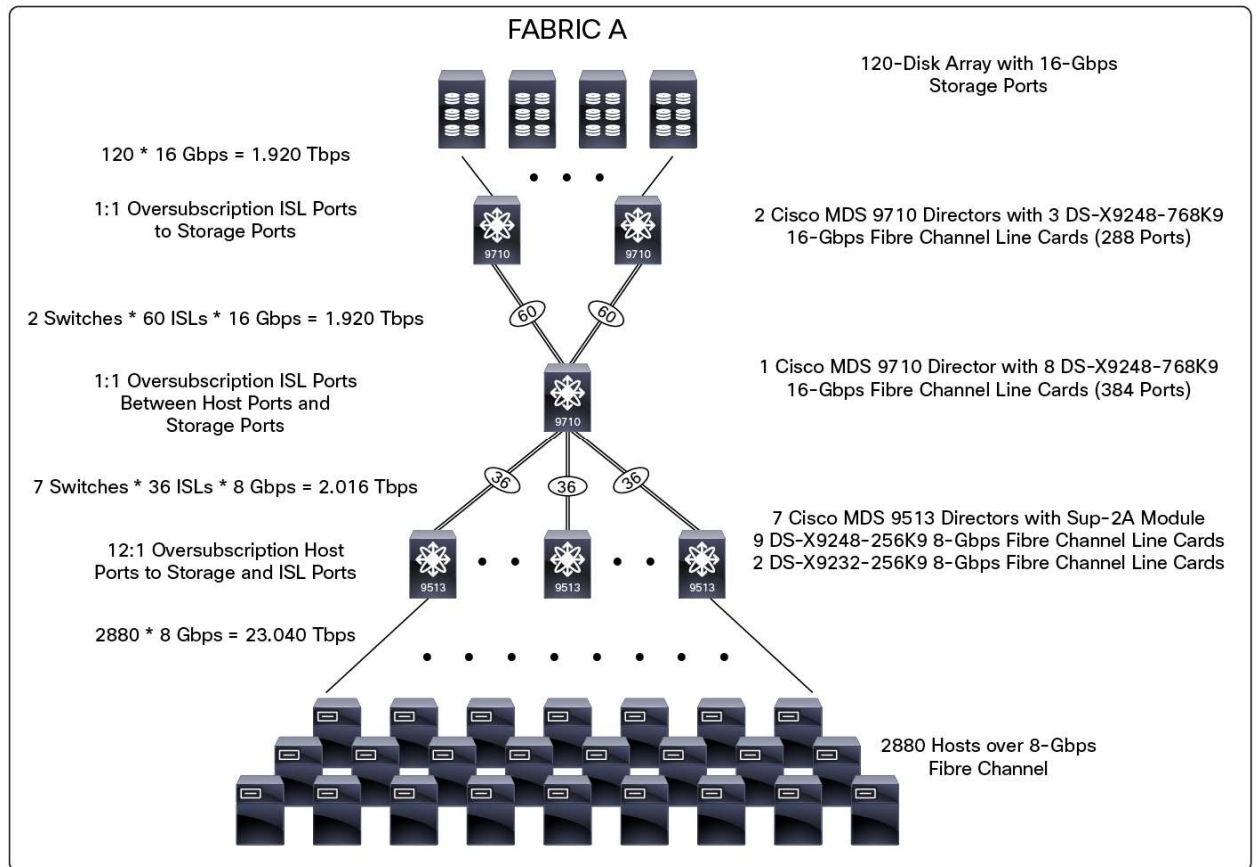 FABRIC A
120-Disk Array with 16-Gbps
Storage Ports
120 * 16 Gbps = 1.920 Tbps
1:1 Oversubscription ISL Ports
to Storage Ports
9710
9710
2 Cisco MDS 9710 Directors with 3 DS-X9248-768K9
16-Gbps Fibre Channel Line Cards (288 Ports)
2 Switches * 60 ISLs * 16 Gbps = 1.920 Tbps
60
60
1:1 Oversubscription ISL Ports
Between Host Ports and
Storage Ports
9710
1 Cisco MDS 9710 Director with 8 DS-X9248-768K9
16-Gbps Fibre Channel Line Cards (384 Ports)
7 Switches * 36 ISLs * 8 Gbps = 2.016 Tbps
36
36
36
12:1 Oversubscription Host
Ports to Storage and ISL Ports
9513
9513
9513
7 Cisco MDS 9513 Directors with Sup-2A Module
9 DS-X9248-256K9 8-Gbps Fibre Channel Line Cards
2 DS-X9232-256K9 8-Gbps Fibre Channel Line Cards
2880 * 8 Gbps = 23.040 Tbps
2880 Hosts over 8-Gbps
Fibre Channel